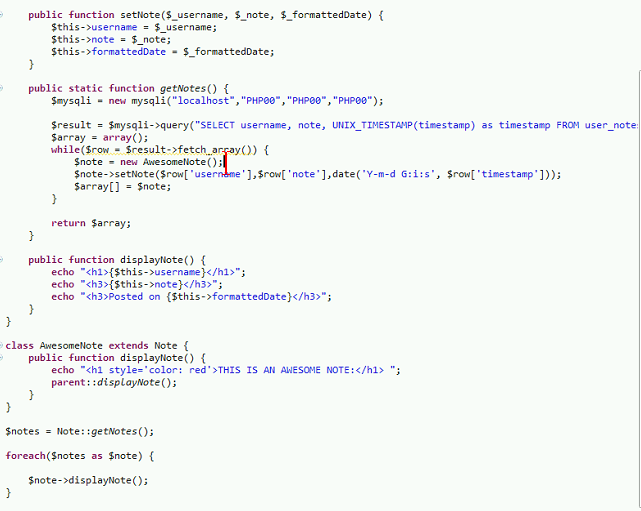 public function setNote($_username, $_note, $_formattedDate) {
$this->username = $_username;
$this->note = $_note;
$this->formattedDate = $_formattedDate;
}
public static function getNotes() {
$mysqli = new mysqli("localhost","PHP00","PHP00","PHP00");
$result = $mysqli->query("SELECT username, note, UNIX_TIMESTAMP(timestamp) as timestamp FROM user_notes
$array = array();
while($row = $result->fetch_array()) {
$note = new AwesomeNote();
$note->setNote($row['username'],$row['note'],date('Y-m-d G:i:s', $row['timestamp']));
$array[] = $note;
}
return $array;
}
public function displayNote() {
echo "<h1>{$this->username}</h1>";
echo "<h3>{$this->note}</h3>";
echo "<h3>Posted on {$this->formattedDate}</h3>";
}
}
class AwesomeNote extends Note {
public function displayNote() {
echo "<h1 style='color: red'>THIS IS AN AWESOME NOTE:</h1> ";
parent::displayNote();
}
}
$notes = Note::getNotes();
foreach($notes as $note) {
$note->displayNote();
}